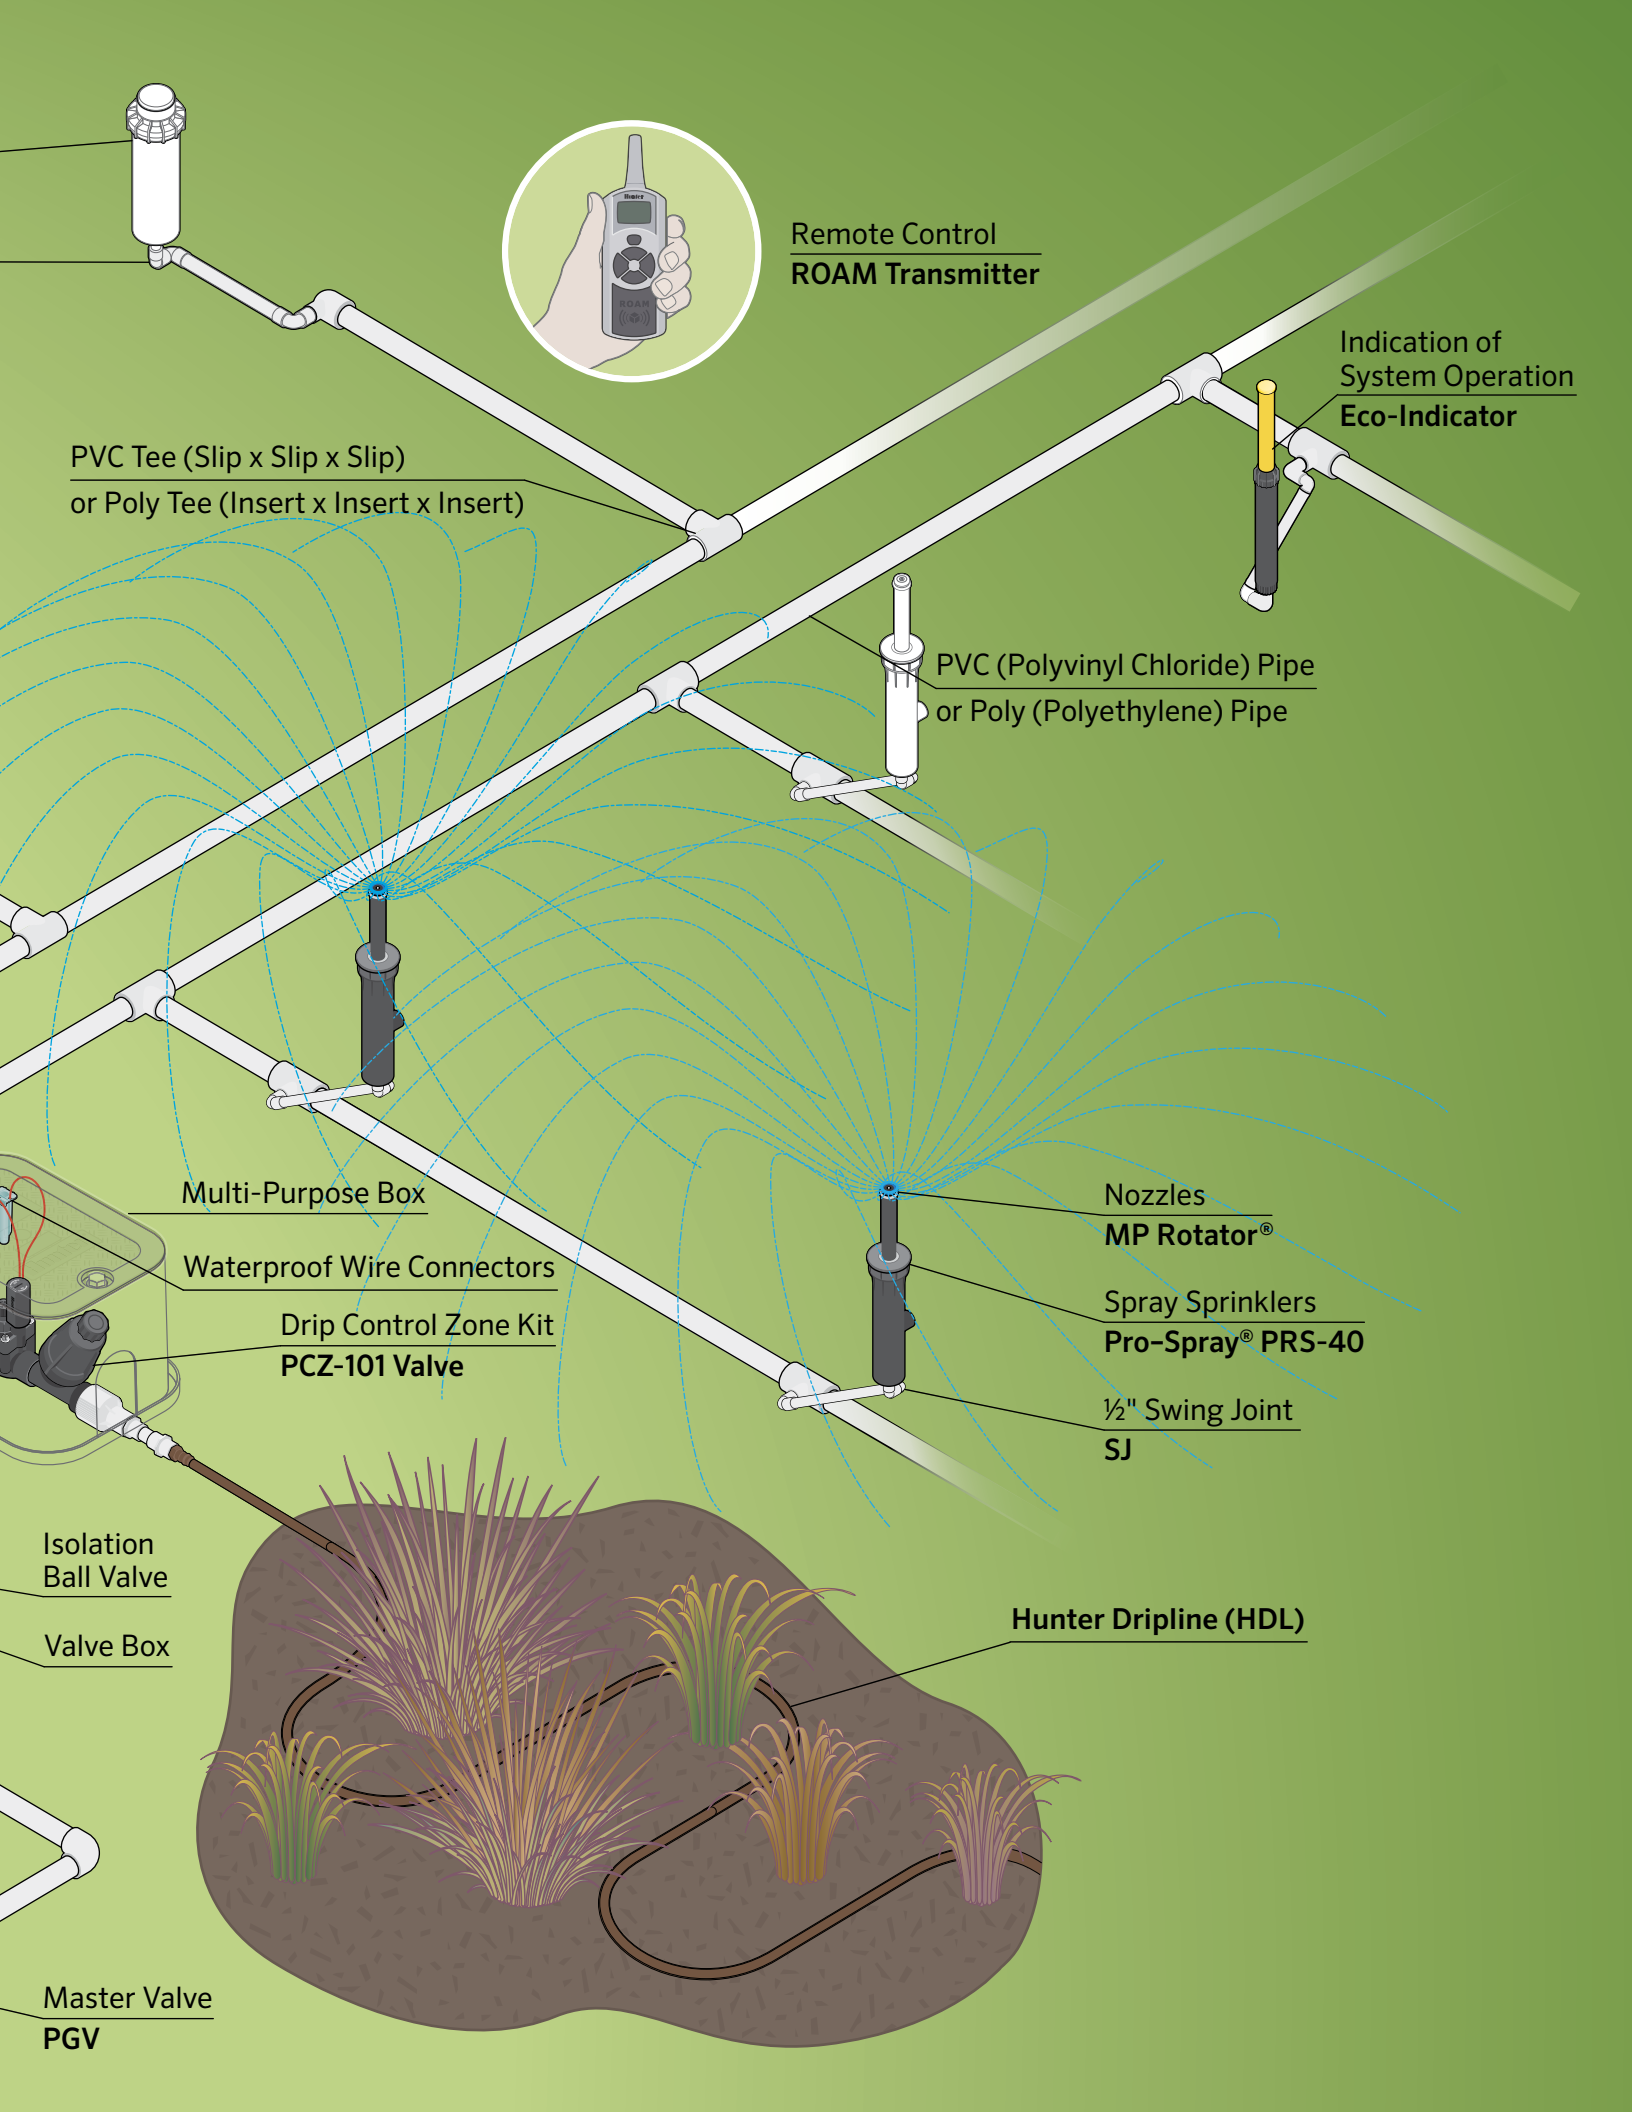 Hunter
ROAM
Remote Control
ROAM Transmitter
Indication of
System Operation
Eco-Indicator
PVC Tee (Slip x Slip x Slip)
or Poly Tee (Insert x Insert x Insert)
PVC (Polyvinyl Chloride) Pipe
or Poly (Polyethylene) Pipe
Multi-Purpose Box
Waterproof Wire Connectors
Drip Control Zone Kit
PCZ-101 Valve
Nozzles
MP Rotator®
Spray Sprinklers
Pro-Spray® PRS-40
½" Swing Joint
SJ
Isolation
Ball Valve
Valve Box
Hunter Dripline (HDL)
Master Valve
PGV